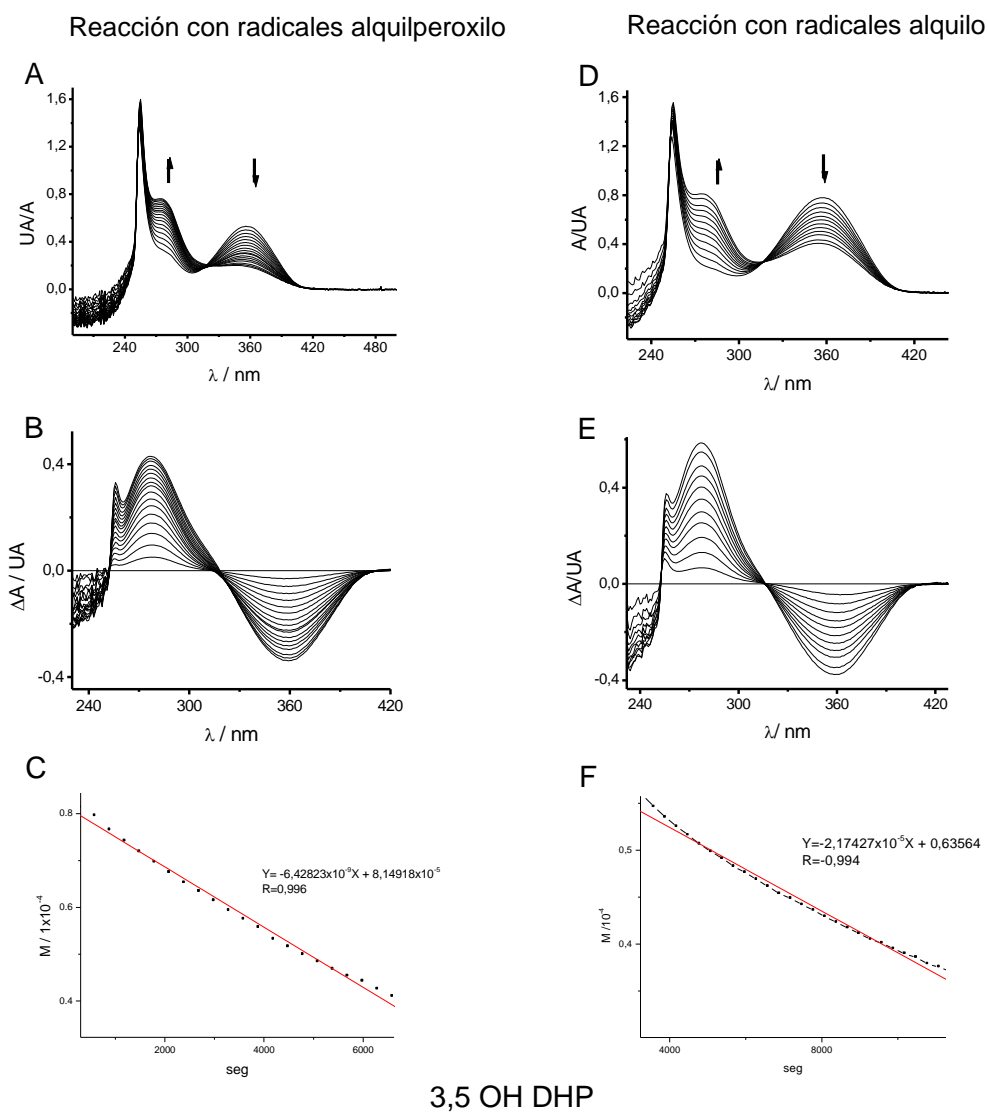 Reacción con radicales alquilperoxilo
Reacción con radicales alquilo
A
UA/A
1,6
1,2
0,8
0,4
0,0
240 300 360 420 480
λ / nm
D
A/UA
1,6
1,2
0,8
0,4
0,0
240 300 360 420
λ/ nm
B
ΔA / UA
0,4
0,0
-0,4
240 300 360 420
λ / nm
E
ΔA/UA
0,4
0,0
-0,4
240 300 360 420
λ/ nm
C
M / 1x10⁻⁴
0.8
0.6
0.4
Y= -6,42823x10⁻⁹X + 8,14918x10⁻⁵
R=0,996
2000 4000 6000
seg
F
M /10⁻⁴
0,5
0,4
Y=-2,17427x10⁻⁵X + 0,63564
R=-0,994
4000 8000
seg
3,5 OH DHP